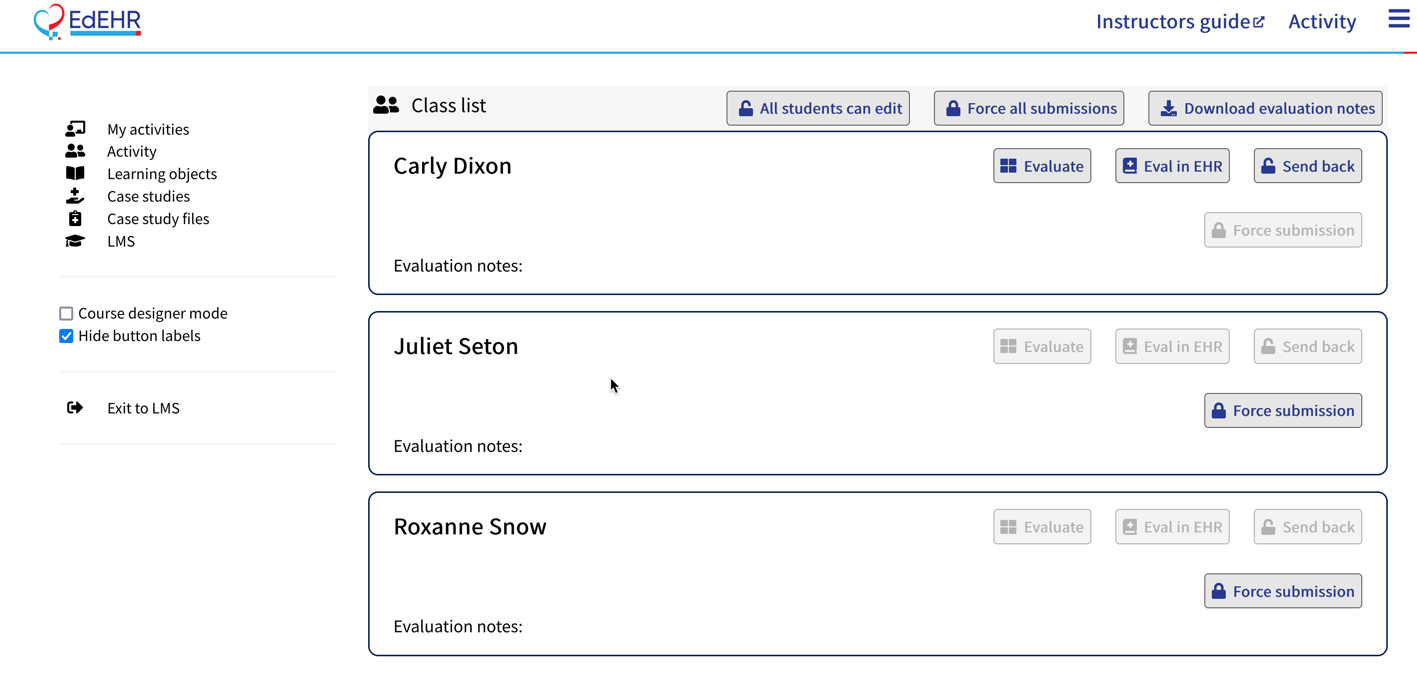 EdEHR
Instructors guide Activity
My activities
Activity
Learning objects
Case studies
Case study files
LMS
Course designer mode
Hide button labels
Exit to LMS
Class list All students can edit Force all submissions Download evaluation notes
Carly Dixon Evaluate Eval in EHR Send back
Force submission
Evaluation notes:
Juliet Seton Evaluate Eval in EHR Send back
Force submission
Evaluation notes:
Roxanne Snow Evaluate Eval in EHR Send back
Force submission
Evaluation notes: